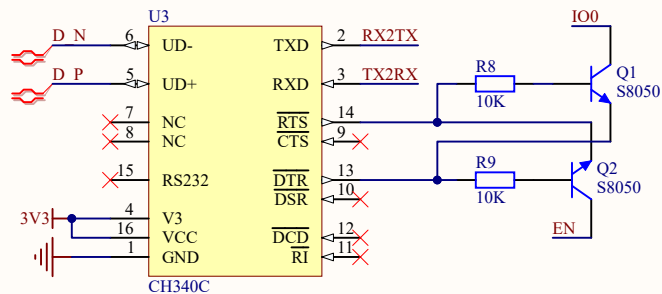 U3
IO0
D_N
6
UD-
TXD
2
RX2TX
D_P
5
UD+
RXD
3
TX2RX
R8
10K
Q1
S8050
7
NC
RTS
14
8
NC
CTS
9
15
RS232
DTR
13
R9
10K
Q2
S8050
DSR
10
3V3
4
V3
16
VCC
DCD
12
EN
1
GND
RI
11
CH340C